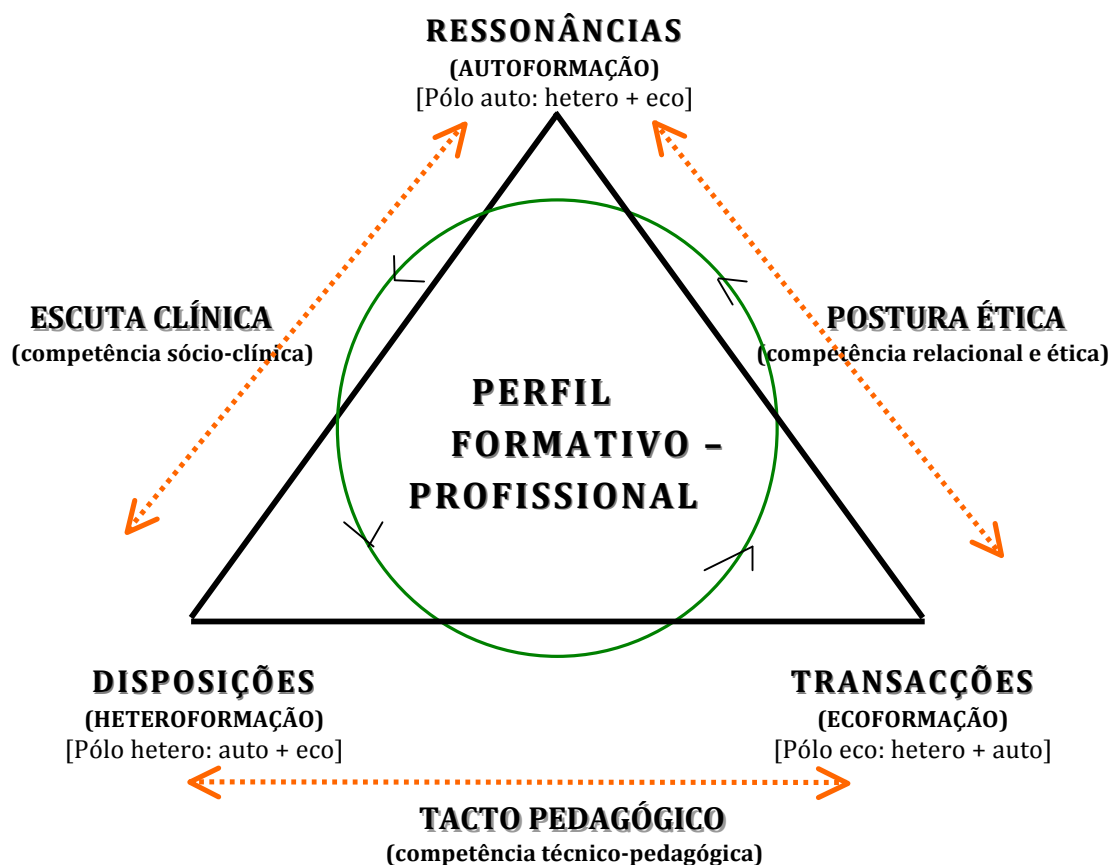 RESSONÂNCIAS
(AUTOFORMAÇÃO)
[Pólo auto: hetero + eco]
ESCUTA CLÍNICA
(competência sócio-clínica)
POSTURA ÉTICA
(competência relacional e ética)
PERFIL
FORMATIVO –
PROFISSIONAL
DISPOSIÇÕES
(HETEROFORMAÇÃO)
[Pólo hetero: auto + eco]
TRANSACÇÕES
(ECOFORMAÇÃO)
[Pólo eco: hetero + auto]
TACTO PEDAGÓGICO
(competência técnico-pedagógica)